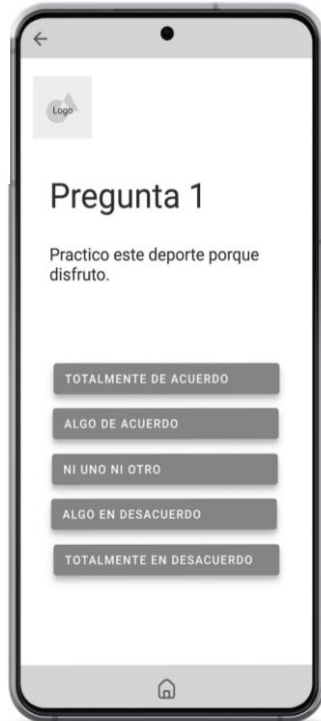 Logo
Pregunta 1
Practico este deporte porque
disfruto.
TOTALMENTE DE ACUERDO
ALGO DE ACUERDO
NI UNO NI OTRO
ALGO EN DESACUERDO
TOTALMENTE EN DESACUERDO